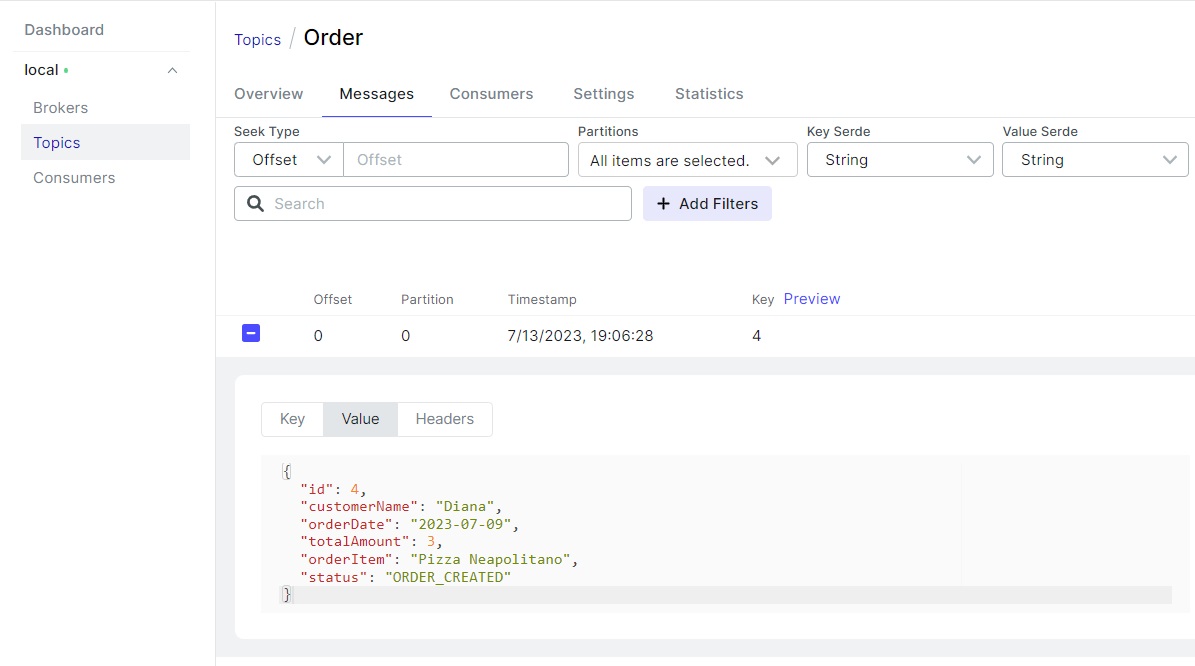 Dashboard
local
Brokers
Topics
Consumers
Topics / Order
Overview Messages Consumers Settings Statistics
Seek Type Partitions Key Serde Value Serde
Offset Offset All items are selected. String String
Search + Add Filters
Offset Partition Timestamp Key Preview
0 0 7/13/2023, 19:06:28 4
Key Value Headers
{
"id": 4,
"customerName": "Diana",
"orderDate": "2023-07-09",
"totalAmount": 3,
"orderItem": "Pizza Neapolitano",
"status": "ORDER_CREATED"
}